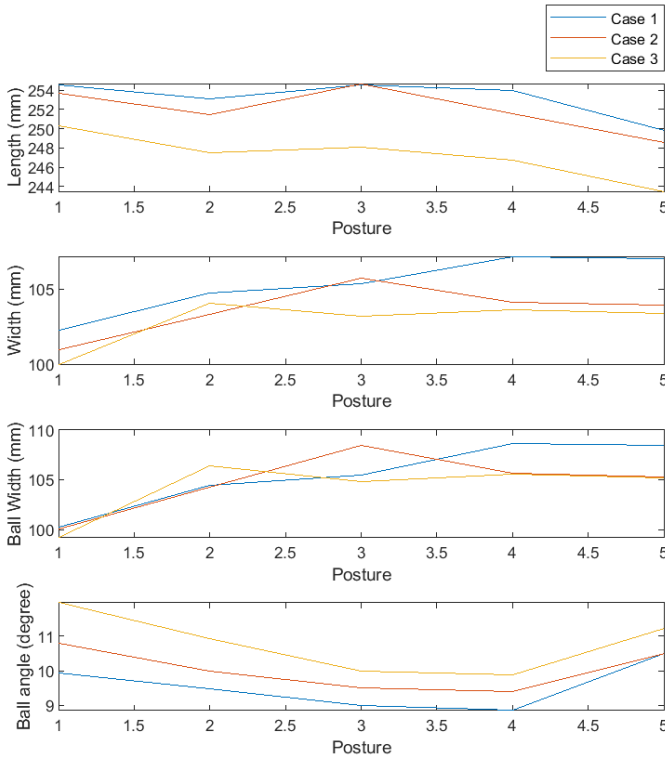 Case 1
Case 2
Case 3
254
252
250
248
246
244
Length (mm)
1 1.5 2 2.5 3 3.5 4 4.5 5
Posture
105
100
Width (mm)
1 1.5 2 2.5 3 3.5 4 4.5 5
Posture
110
105
100
Ball Width (mm)
1 1.5 2 2.5 3 3.5 4 4.5 5
Posture
11
10
9
Ball angle (degree)
1 1.5 2 2.5 3 3.5 4 4.5 5
Posture